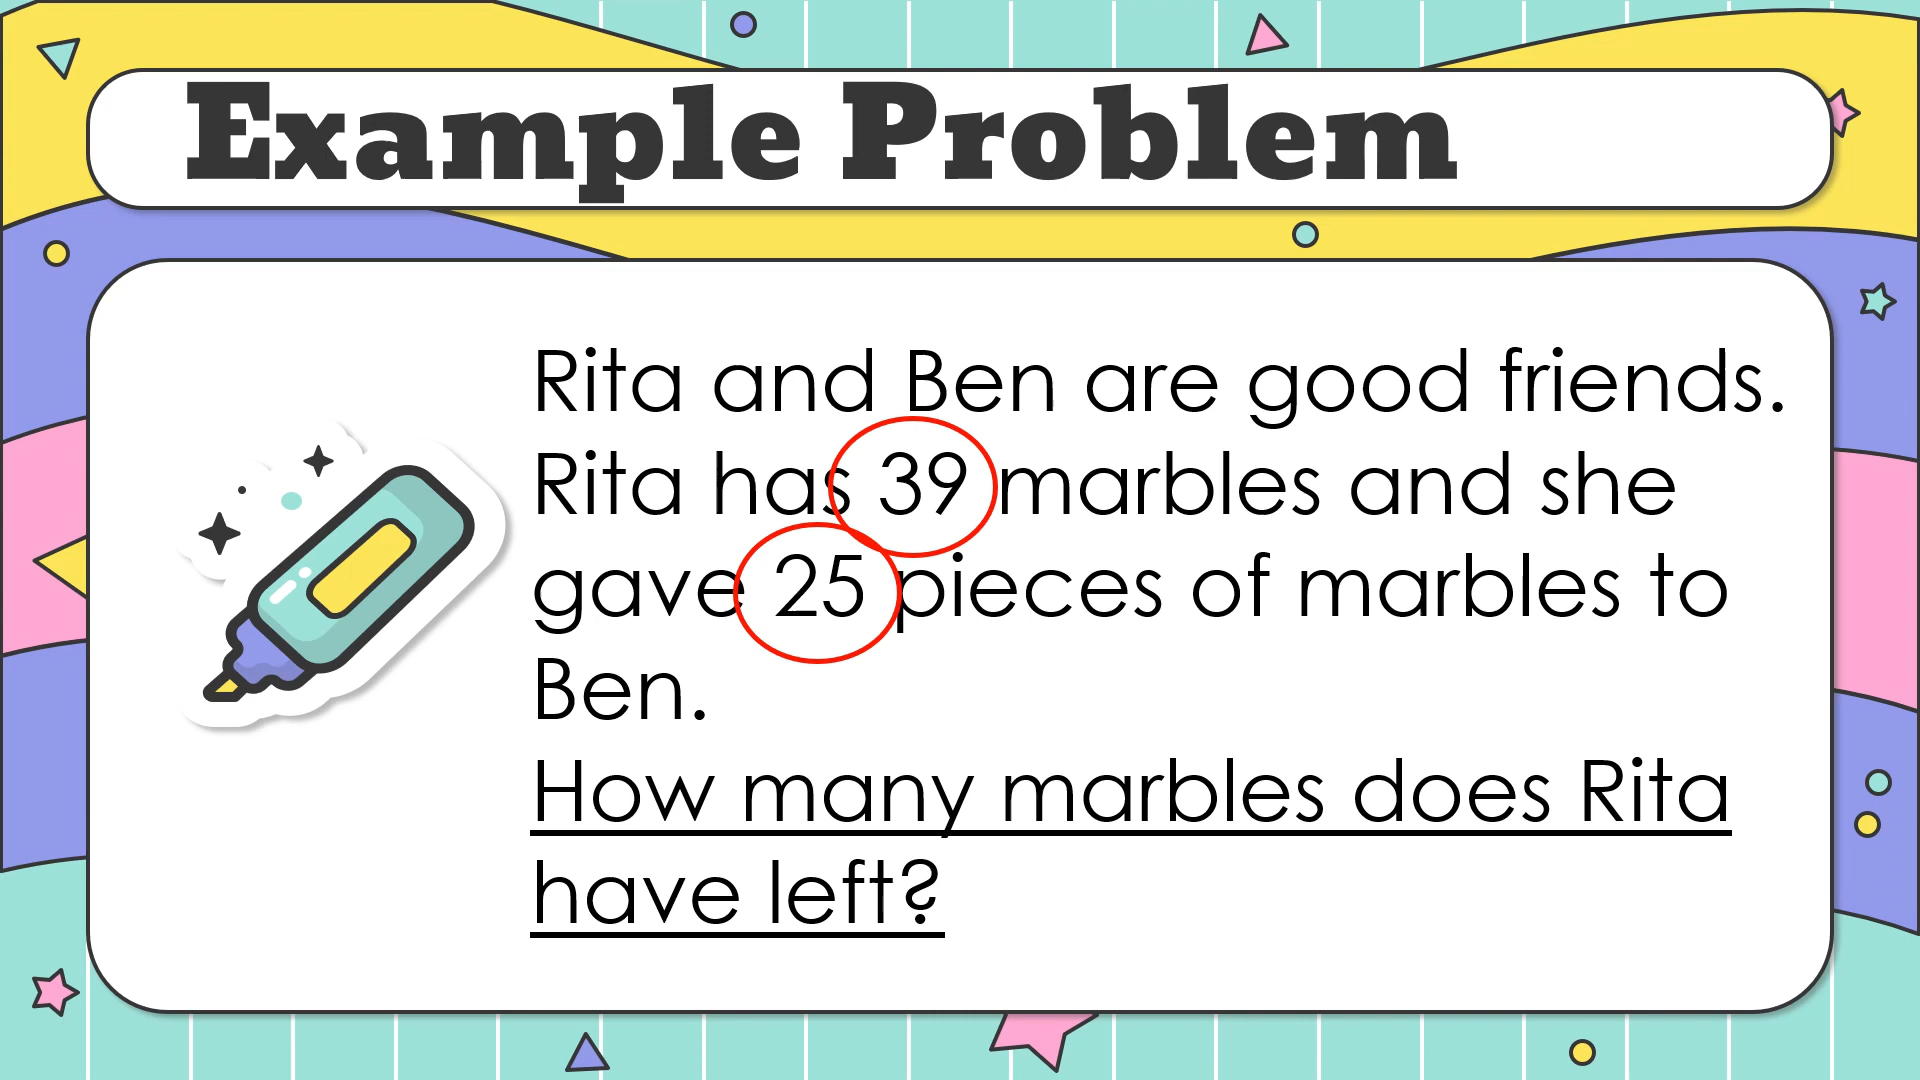 Example Problem
Rita and Ben are good friends.
Rita has 39 marbles and she
gave 25 pieces of marbles to
Ben.
How many marbles does Rita
have left?